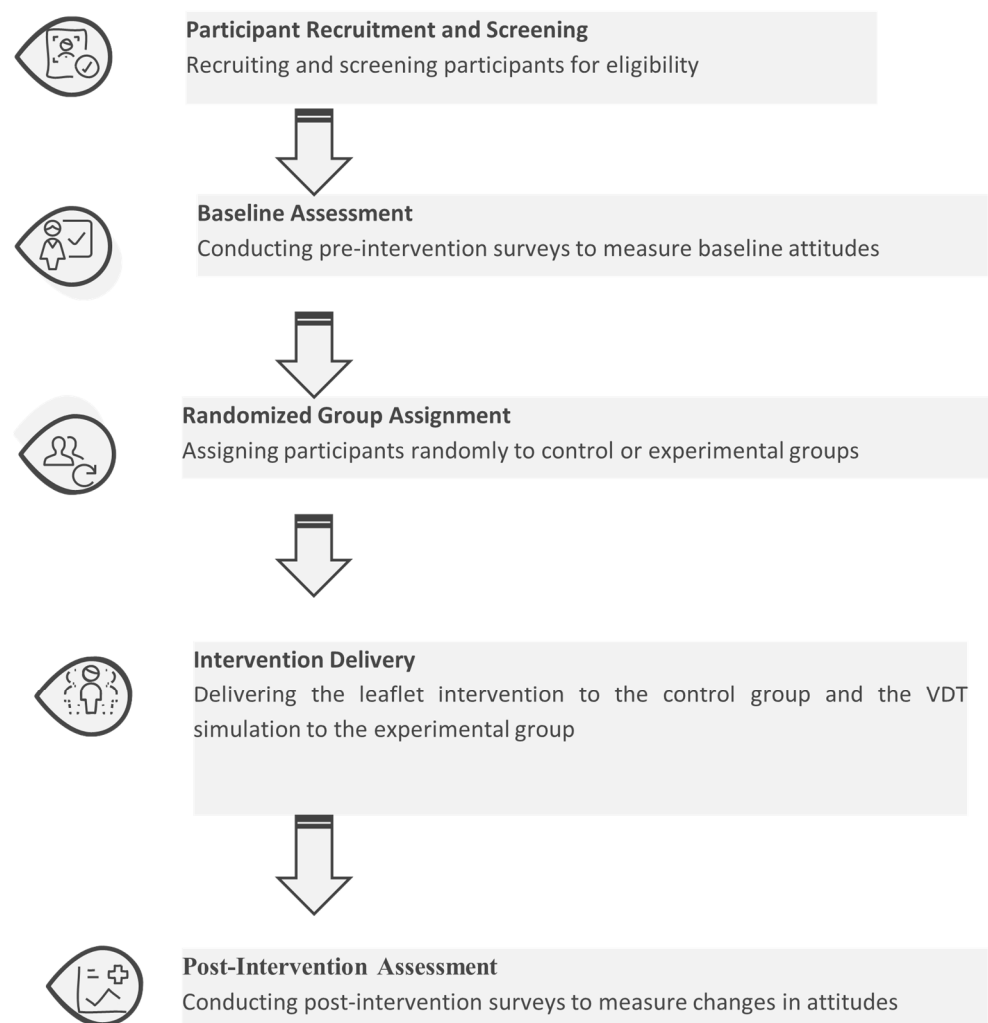 Participant Recruitment and Screening
Recruiting and screening participants for eligibility
Baseline Assessment
Conducting pre-intervention surveys to measure baseline attitudes
Randomized Group Assignment
Assigning participants randomly to control or experimental groups
Intervention Delivery
Delivering the leaflet intervention to the control group and the VDT
simulation to the experimental group
Post-Intervention Assessment
Conducting post-intervention surveys to measure changes in attitudes